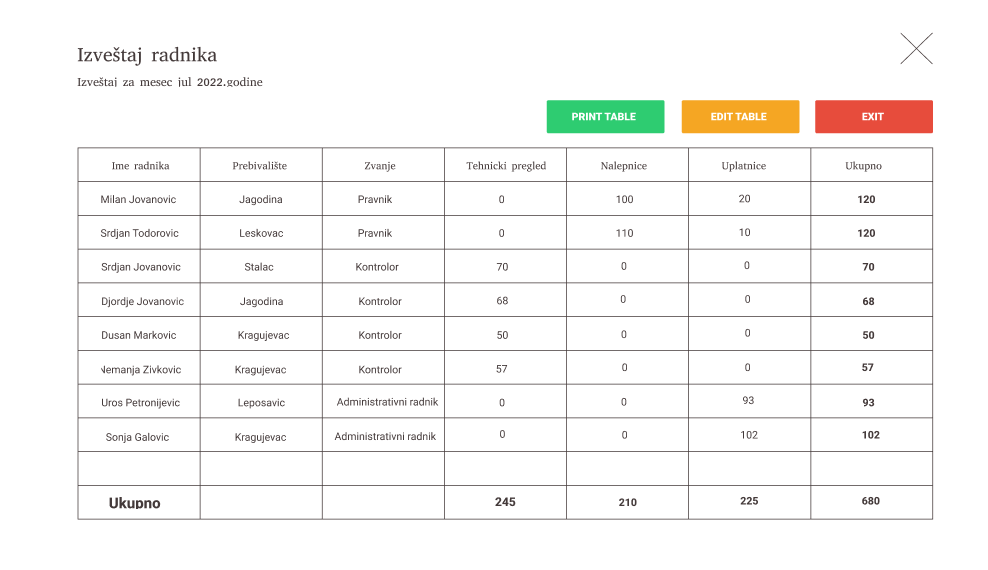 Izveštaj radnika
Izveštaj za mesec jul 2022.godine
PRINT TABLE EDIT TABLE EXIT
Ime radnika Prebivalište Zvanje Tehnicki pregled Nalepnice Uplatnice Ukupno
Milan Jovanovic Jagodina Pravnik 0 100 20 120
Srdjan Todorovic Leskovac Pravnik 0 110 10 120
Srdjan Jovanovic Stalac Kontrolor 70 0 0 70
Djordje Jovanovic Jagodina Kontrolor 68 0 0 68
Dusan Markovic Kragujevac Kontrolor 50 0 0 50
Nemanja Zivkovic Kragujevac Kontrolor 57 0 0 57
Uros Petronijevic Leposavic Administrativni radnik 0 0 93 93
Sonja Galovic Kragujevac Administrativni radnik 0 0 102 102
Ukupno 245 210 225 680